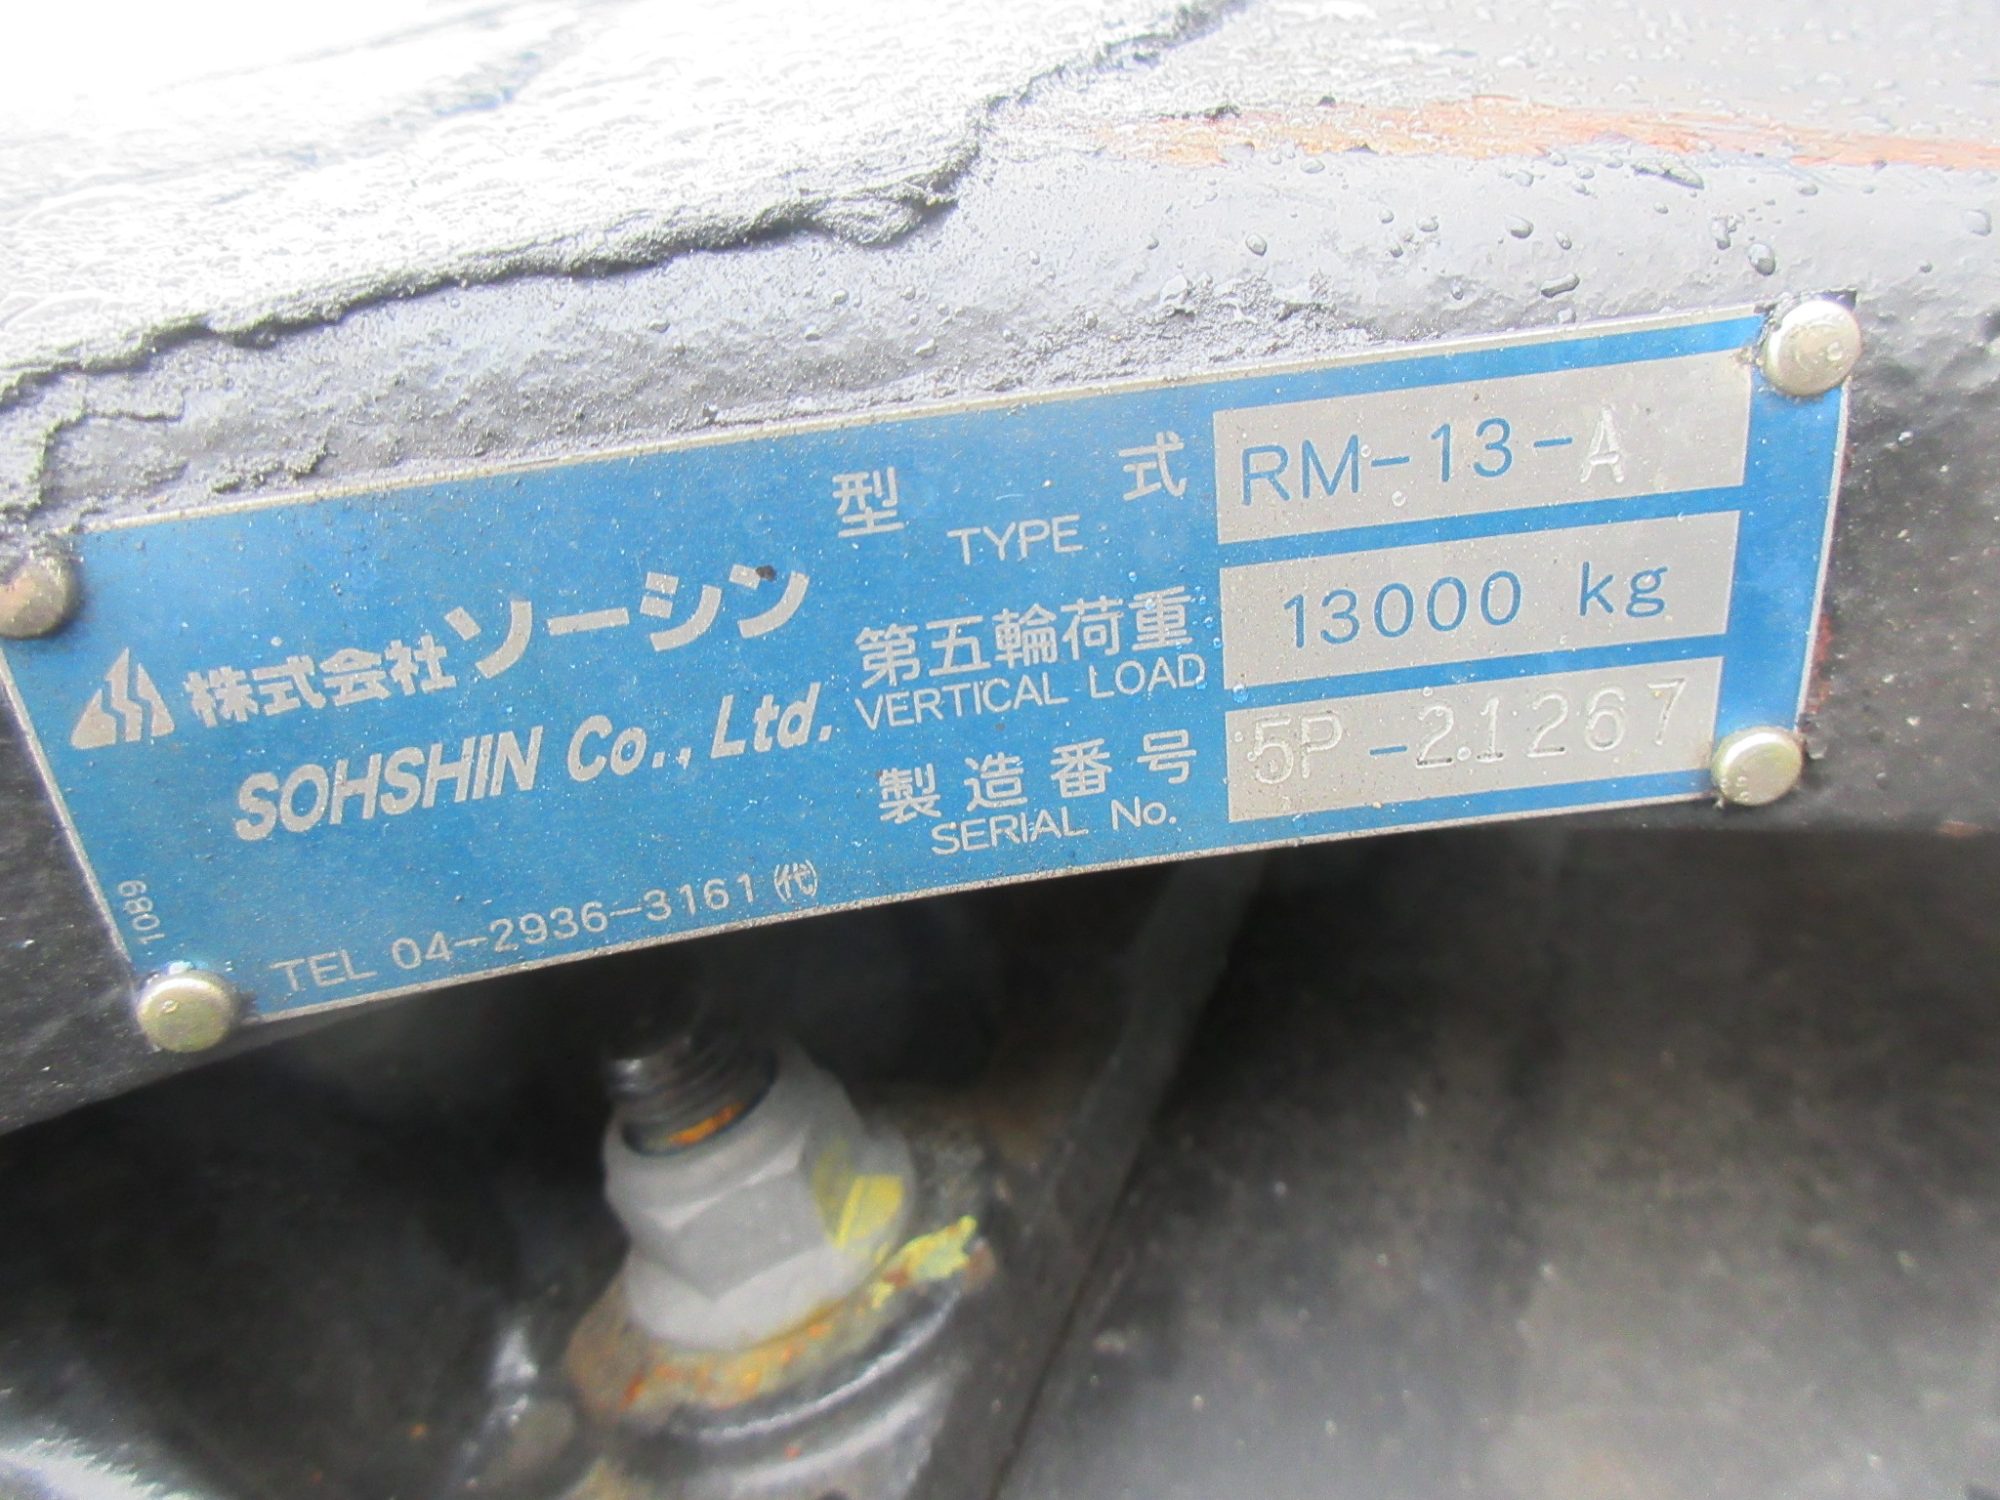 株式会社ソーシン
SOHSHIN Co., Ltd.
TEL 04-2936-3161 ㈹
1089
型式 RM-13-A
TYPE
第五輪荷重 13000 kg
VERTICAL LOAD
製造番号 5P-21267
SERIAL No.